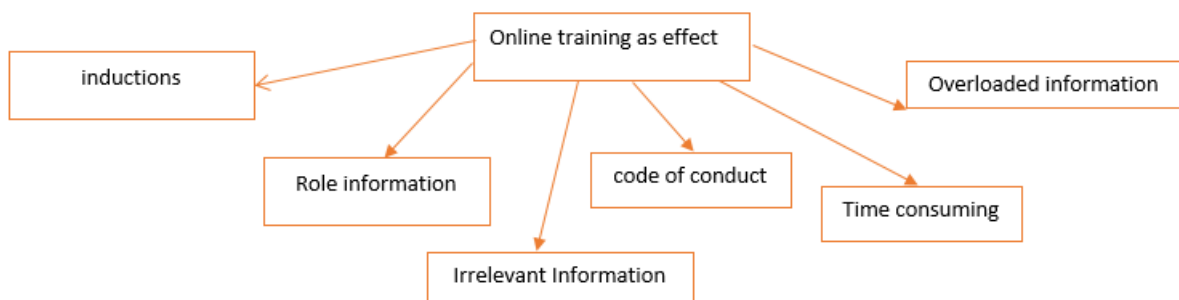 Online training as effect
inductions
Overloaded information
Role information
code of conduct
Time consuming
Irrelevant Information